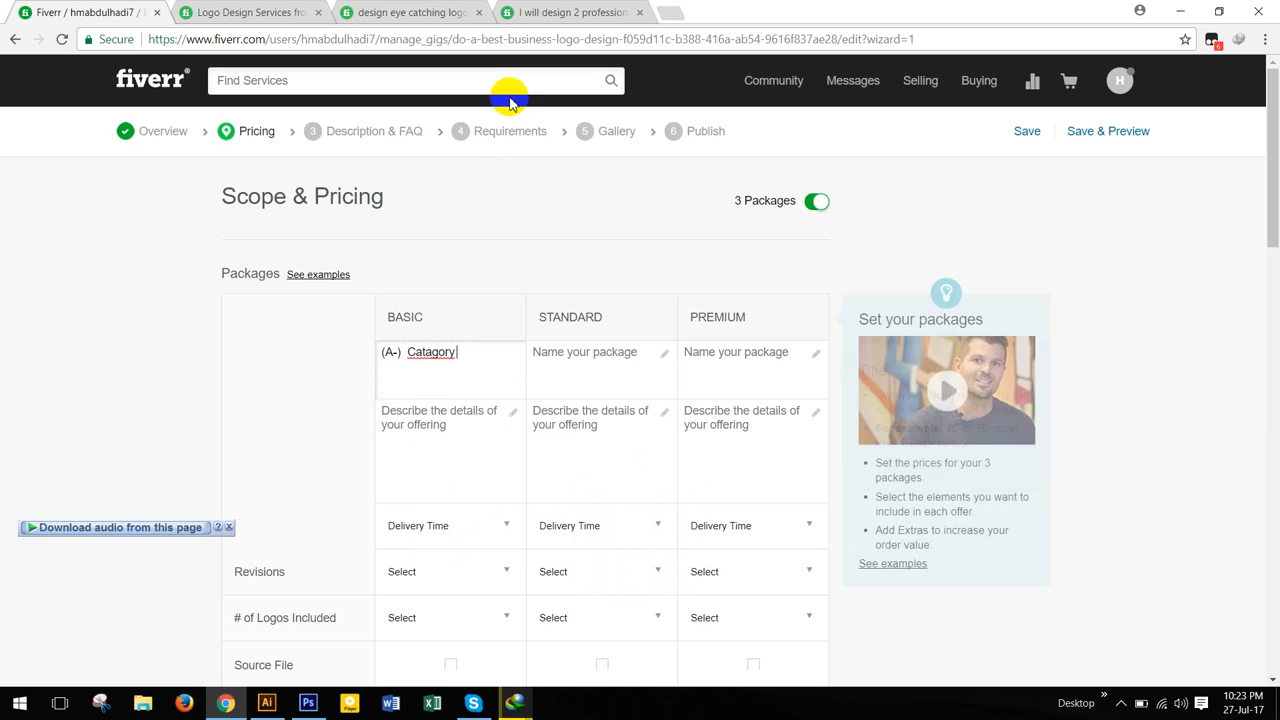 Fiverr / hmabdulhadi7 /
Logo Design Services fro
design eye catching logo
I will design 2 profession
Secure
https://www.fiverr.com/users/hmabdulhadi7/manage_gigs/do-a-best-business-logo-design-f059d11c-b388-416a-ab54-9616f837ae28/edit?wizard=1
6
fiverr®
Find Services
Community
Messages
Selling
Buying
H
Overview
Pricing
3 Description & FAQ
4 Requirements
5 Gallery
6 Publish
Save
Save & Preview
Scope & Pricing
3 Packages
Packages See examples
BASIC
STANDARD
PREMIUM
(A-) Catagory
Name your package
Name your package
Describe the details of
your offering
Describe the details of
your offering
Describe the details of
your offering
Delivery Time
Delivery Time
Delivery Time
Revisions
Select
Select
Select
# of Logos Included
Select
Select
Select
Source File
Set your packages
Set the prices for your 3
packages.
Select the elements you want to
include in each offer.
Add Extras to increase your
order value.
See examples
Download audio from this page ? x
Ai
Ps
Player
Desktop
10:23 PM
27-Jul-17